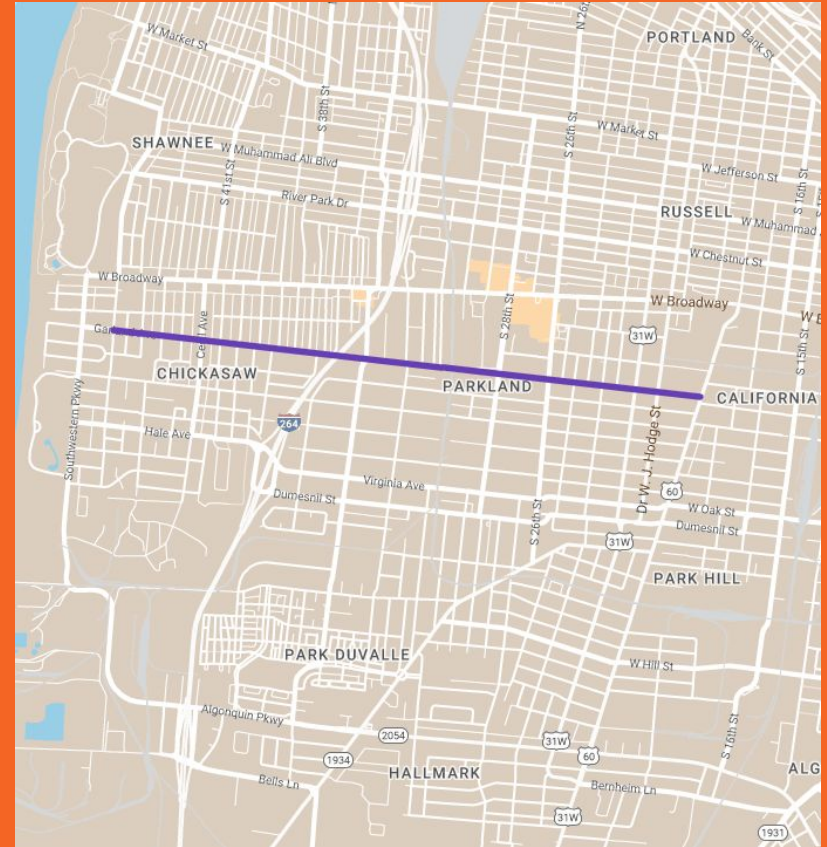 PORTLAND
Bank St
N 26th St
W Market St
S 38th St
SHAWNEE
W Muhammad Ali Blvd
S 41st St
River Park Dr
W Market St
S 26th St
W Jefferson St
S 16th St
RUSSELL
W Muhammad
W Chestnut St
W Broadway
W Broadway
S 28th St
31W
S 15th St
CHICKASAW
PARKLAND
CALIFORNIA
264
Hale Ave
Southwestern Pkwy
Dr W. J. Hodge St
Virginia Ave
Dumesnil St
60
S 26th St
W Oak St
Dumesnil St
31W
PARK HILL
PARK DUVALLE
W Hill St
Algonquin Pkwy
2054
31W
60
S 16th St
1934
HALLMARK
Bells Ln
Bernheim Ln
ALG
31W
1931